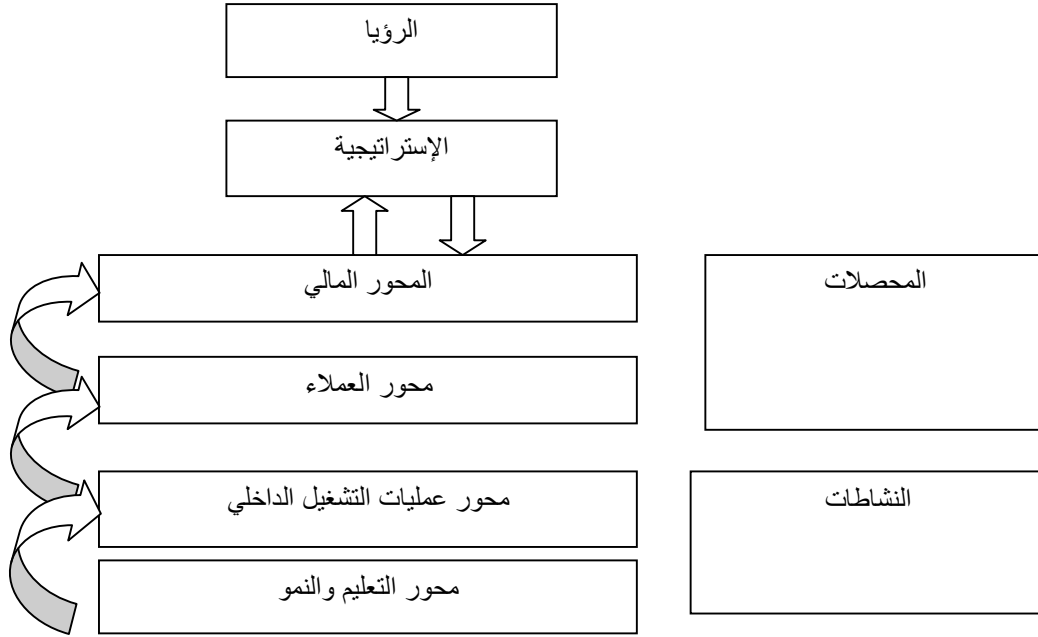 الرؤيا
الإستراتيجية
المحور المالي
المحصلات
محور العملاء
محور عمليات التشغيل الداخلي
النشاطات
محور التعليم والنمو